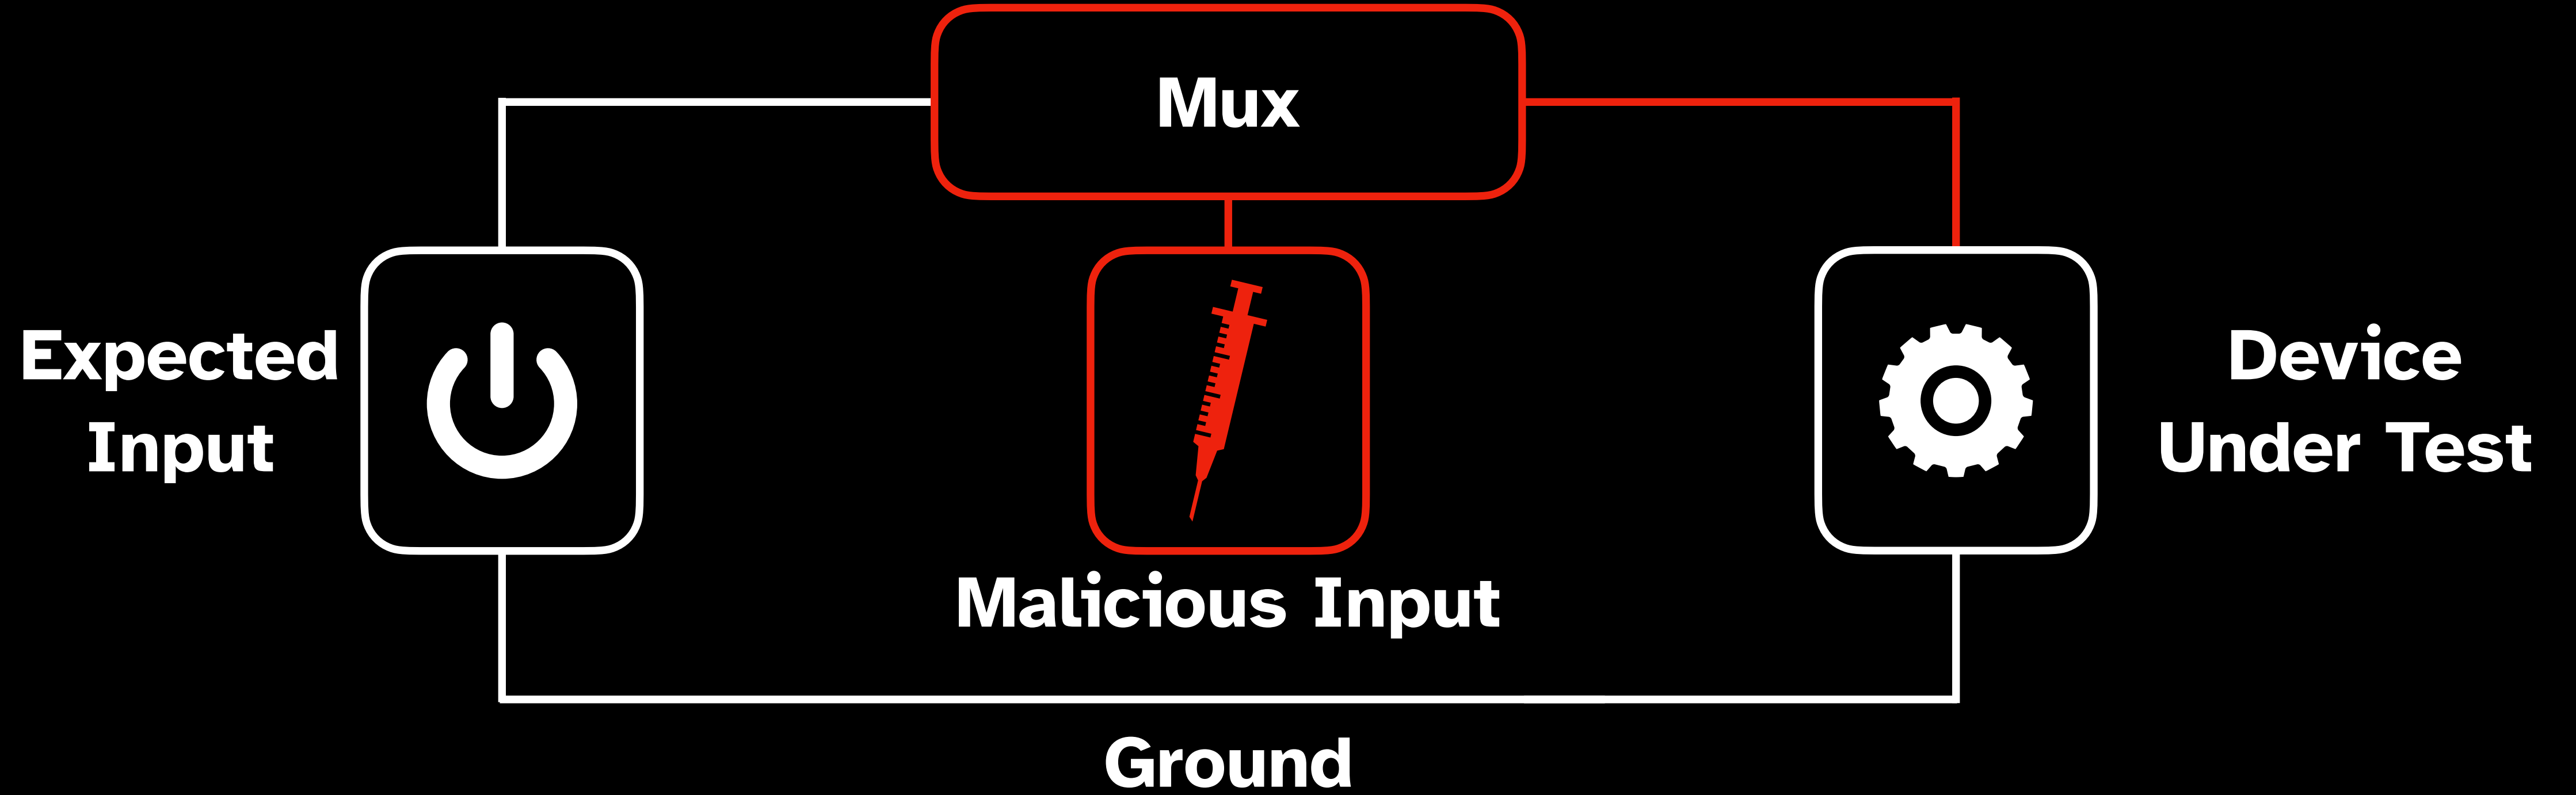 Mux
Expected
Input
Malicious Input
Device
Under Test
Ground